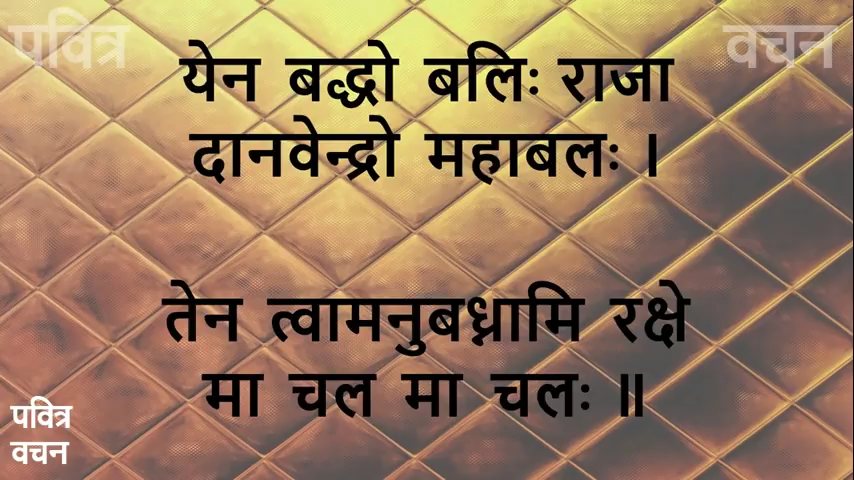 पवित्र वचन
येन बद्धो बलिः राजा
दानवेन्द्रो महाबलः ।
तेन त्वामनुबध्नामि रक्षे
मा चल मा चलः ॥
पवित्र
वचन